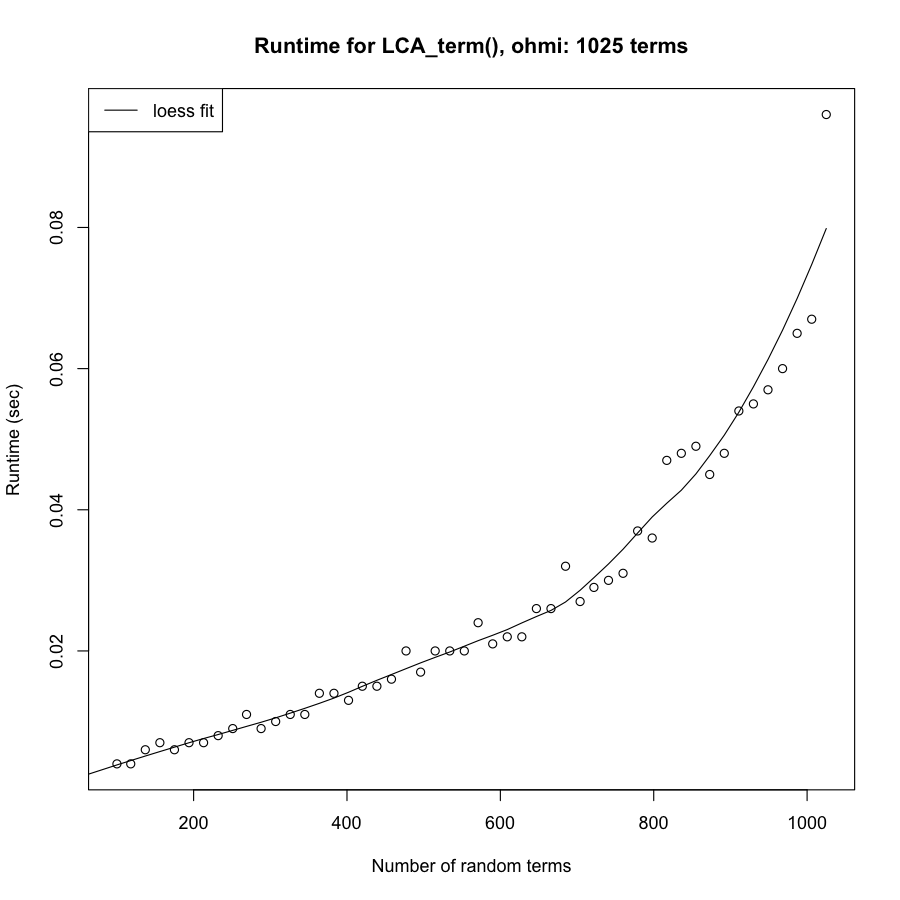 Runtime for LCA_term(), ohmi: 1025 terms
loess fit
0.08
0.06
0.04
0.02
Runtime (sec)
200 400 600 800 1000
Number of random terms